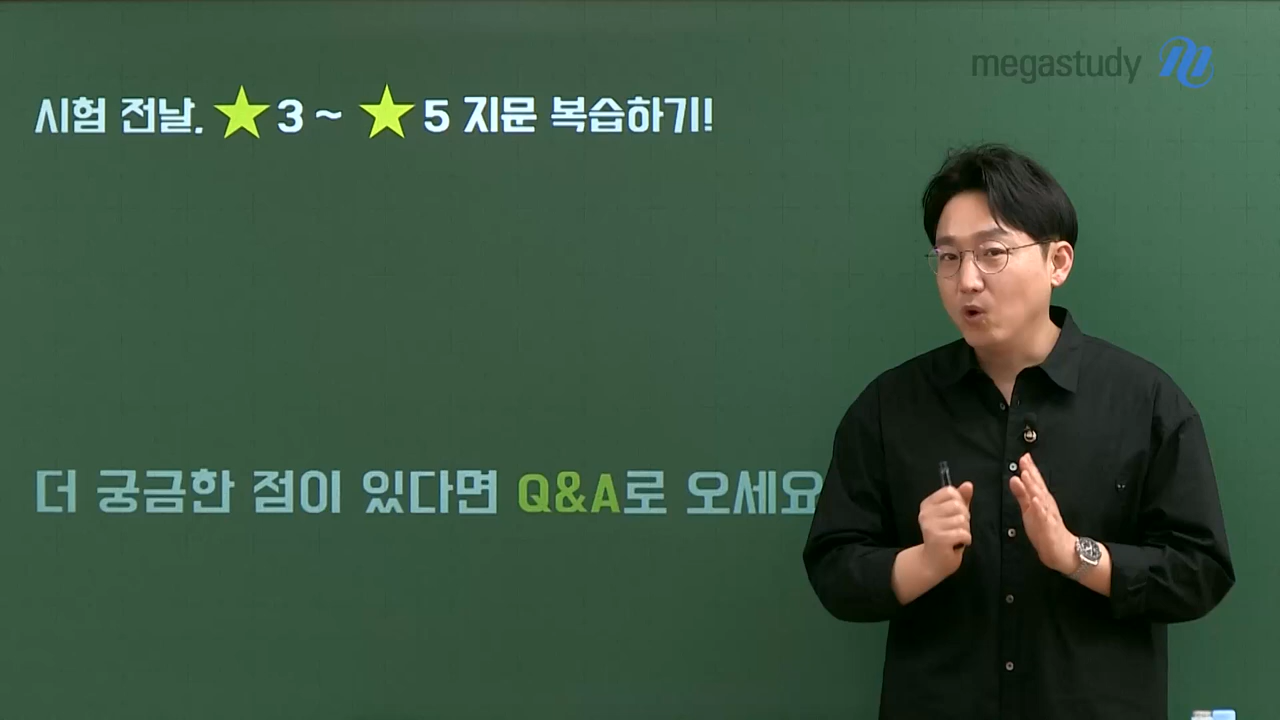 megastudy
시험 전날, ★3 ~ ★5 지문 복습하기!
더 궁금한 점이 있다면 Q&A로 오세요